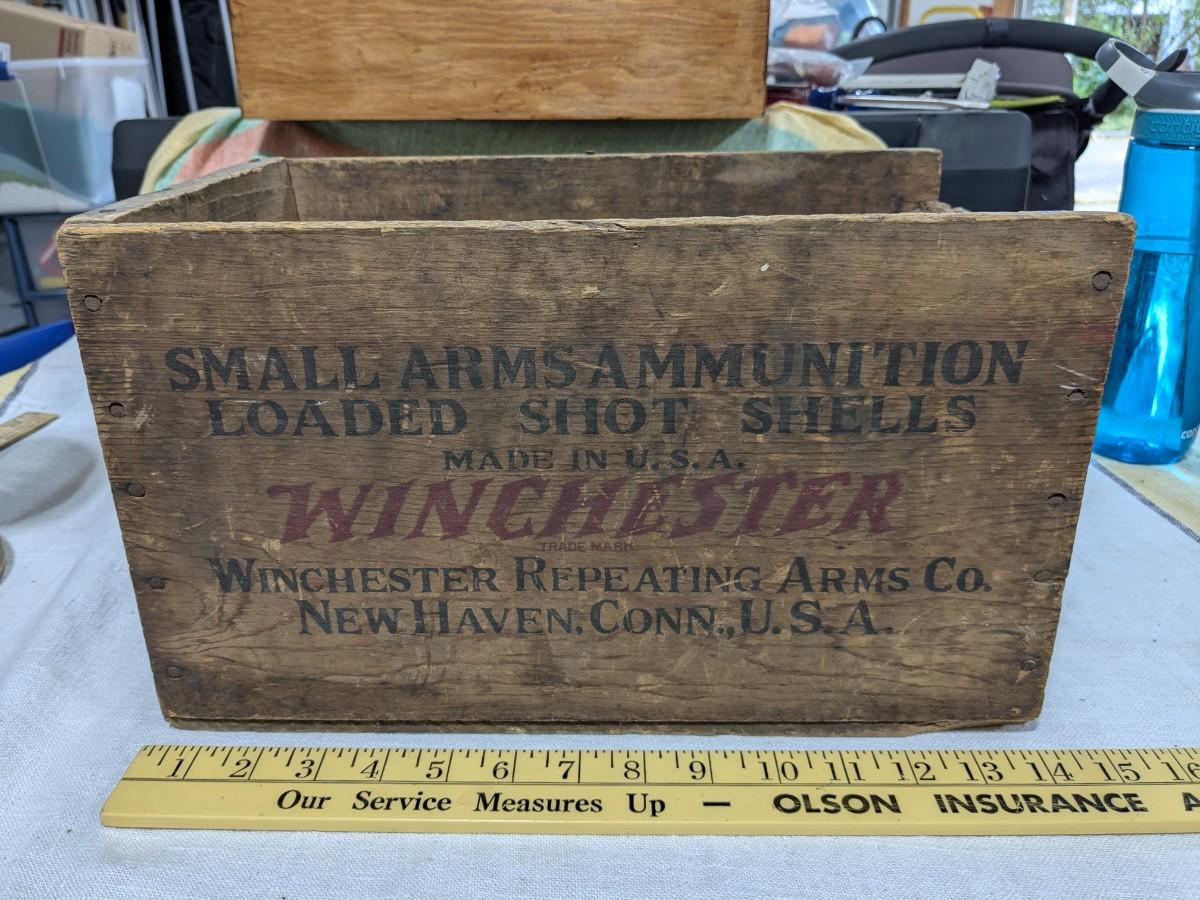 SMALL ARMS AMMUNITION
LOADED SHOT SHELLS
MADE IN U.S.A.
WINCHESTER
TRADE MARK
WINCHESTER REPEATING ARMS CO.
NEW HAVEN, CONN., U.S.A.
1 2 3 4 5 6 7 8 9 10 11 12 13 14 15 16
Our Service Measures Up — OLSON INSURANCE A